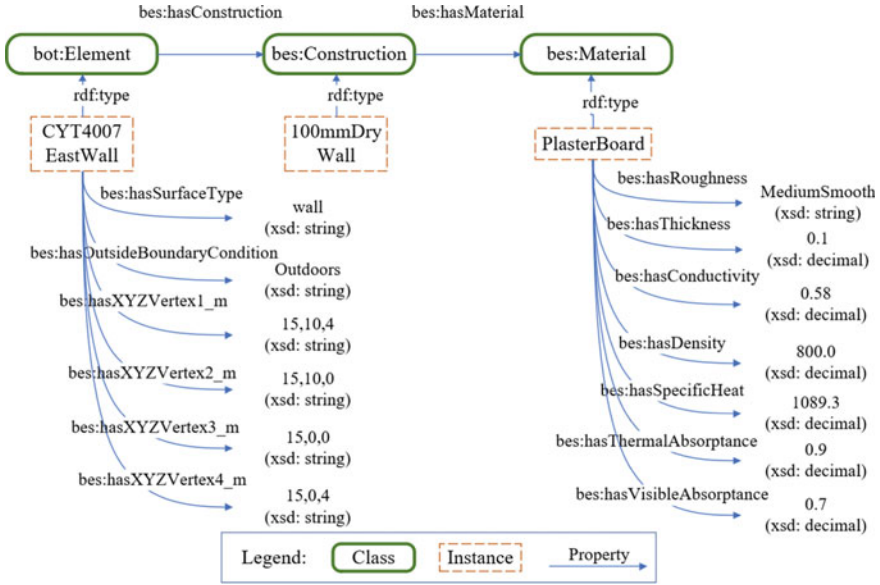 bes:hasConstruction
bes:hasMaterial
bot:Element
bes:Construction
bes:Material
rdf:type
rdf:type
rdf:type
CYT4007
EastWall
100mmDry
Wall
PlasterBoard
bes:hasSurfaceType
wall
(xsd: string)
bes:hasOutsideBoundaryCondition
Outdoors
(xsd: string)
bes:hasXYZVertex1_m
15,10,4
(xsd: string)
bes:hasXYZVertex2_m
15,10,0
(xsd: string)
bes:hasXYZVertex3_m
15,0,0
(xsd: string)
bes:hasXYZVertex4_m
15,0,4
(xsd: string)
bes:hasRoughness
MediumSmooth
(xsd: string)
bes:hasThickness
0.1
(xsd: decimal)
bes:hasConductivity
0.58
(xsd: decimal)
bes:hasDensity
800.0
(xsd: decimal)
bes:hasSpecificHeat
1089.3
(xsd: decimal)
bes:hasThermalAbsorptance
0.9
(xsd: decimal)
bes:hasVisibleAbsorptance
0.7
(xsd: decimal)
Legend:
Class
Instance
Property